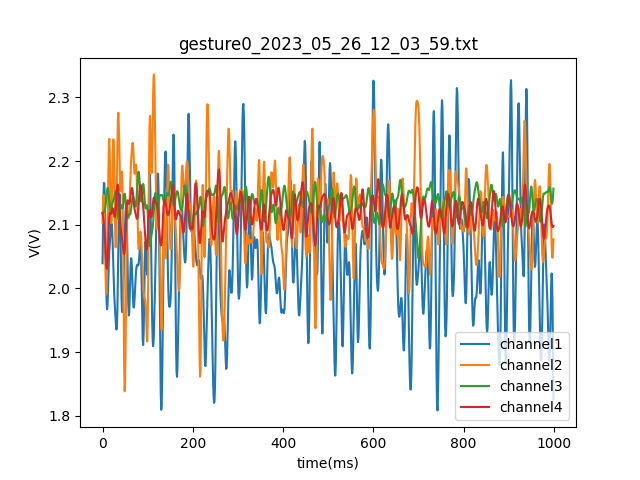 gesture0_2023_05_26_12_03_59.txt
2.3
2.2
2.1
2.0
1.9
1.8
V(V)
0
200
400
600
800
1000
time(ms)
channel1
channel2
channel3
channel4